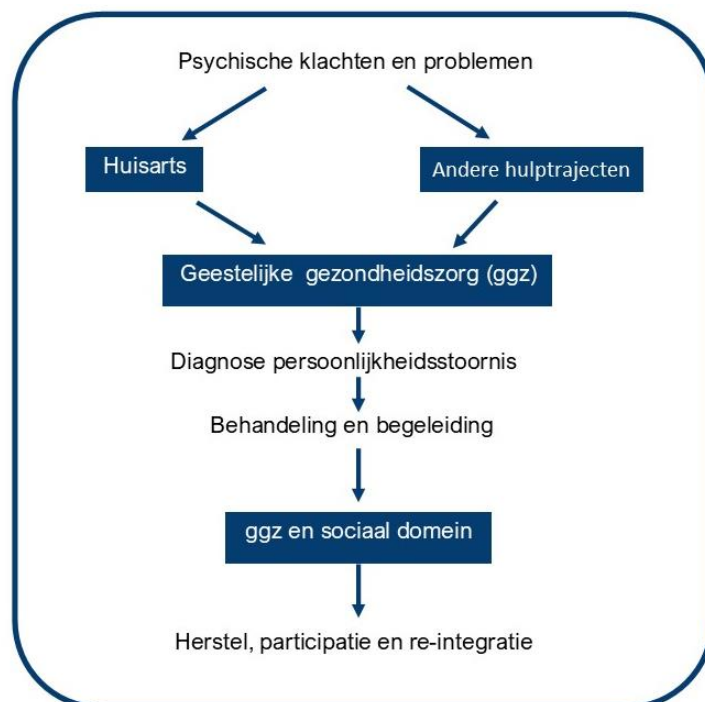 Psychische klachten en problemen
Huisarts
Andere hulptrajecten
Geestelijke gezondheidszorg (ggz)
Diagnose persoonlijkheidsstoornis
Behandeling en begeleiding
ggz en sociaal domein
Herstel, participatie en re-integratie